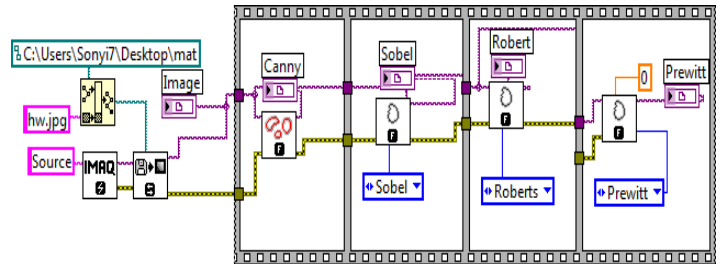 C:\Users\Sonyi7\Desktop\mat
hw.jpg
Source
IMAQ
Image
Canny
Sobel
Sobel
Robert
Roberts
0
Prewitt
Prewitt
F
F
F
F